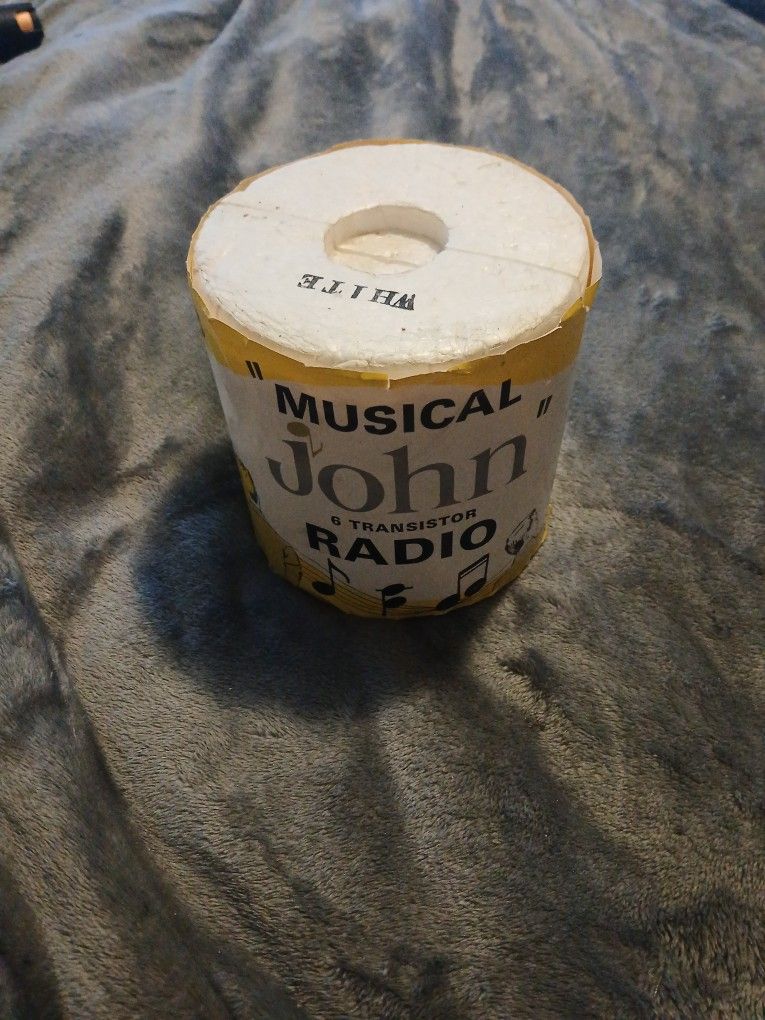 WHITE
" MUSICAL "
john
6 TRANSISTOR
RADIO